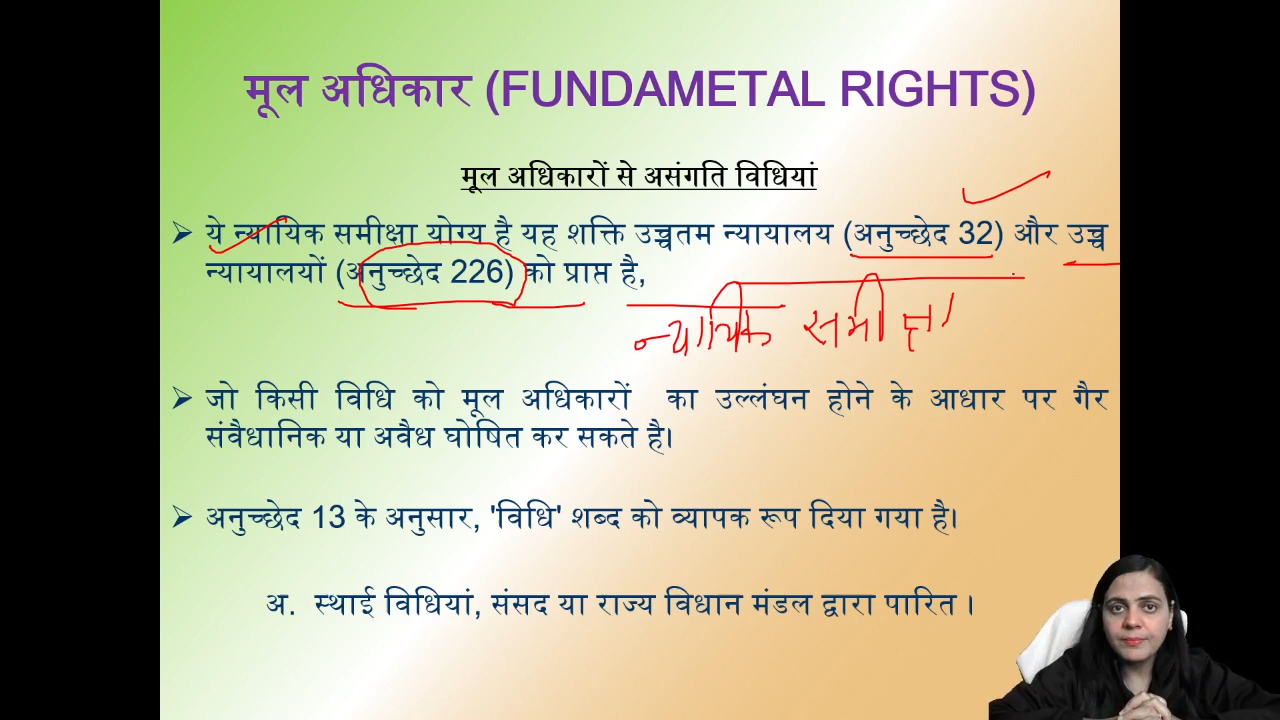 मूल अधिकार (FUNDAMETAL RIGHTS)
मूल अधिकारों से असंगति विधियां
➢ ये न्यायिक समीक्षा योग्य है यह शक्ति उच्चतम न्यायालय (अनुच्छेद 32) और उच्च
न्यायालयों (अनुच्छेद 226) को प्राप्त है,
न्यायिक समीक्षा
➢ जो किसी विधि को मूल अधिकारों का उल्लंघन होने के आधार पर गैर
संवैधानिक या अवैध घोषित कर सकते है।
➢ अनुच्छेद 13 के अनुसार, 'विधि' शब्द को व्यापक रूप दिया गया है।
अ. स्थाई विधियां, संसद या राज्य विधान मंडल द्वारा पारित ।